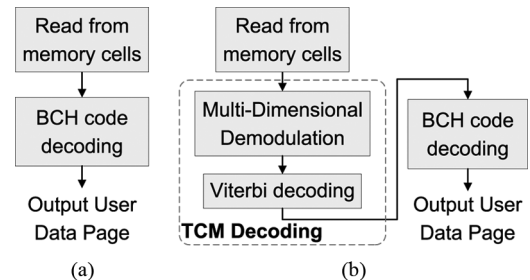 Read from
memory cells
BCH code
decoding
Output User
Data Page
(a)
Read from
memory cells
Multi-Dimensional
Demodulation
Viterbi decoding
TCM Decoding
BCH code
decoding
Output User
Data Page
(b)